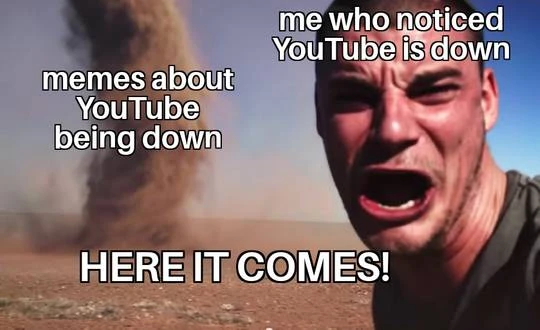 me who noticed
YouTube is down
memes about
YouTube
being down
HERE IT COMES!